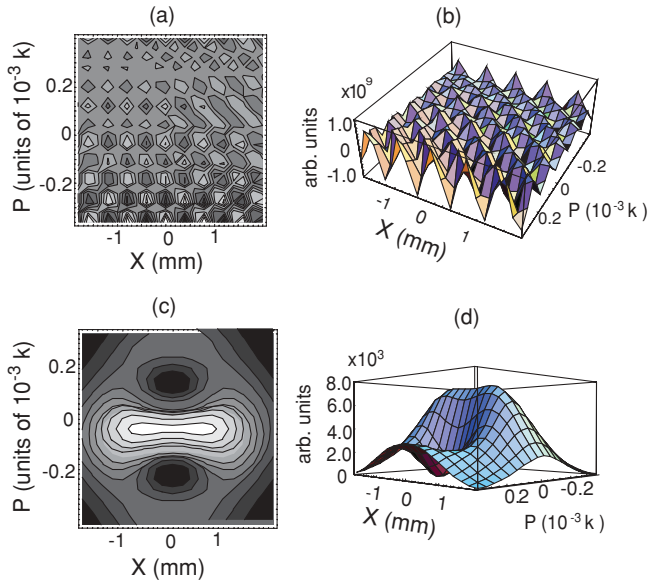 (a)
P (units of 10⁻³ k)
0.2
0
-0.2
-1
0
1
X (mm)
(b)
x10⁹
arb. units
1.0
0
-1.0
-1
0
1
X (mm)
-0.2
0
0.2
P (10⁻³ k)
(c)
P (units of 10⁻³ k)
0.2
0
-0.2
-1
0
1
X (mm)
(d)
x10³
arb. units
8.0
6.0
4.0
2.0
0
-1
0
1
X (mm)
-0.2
0
0.2
P (10⁻³ k)